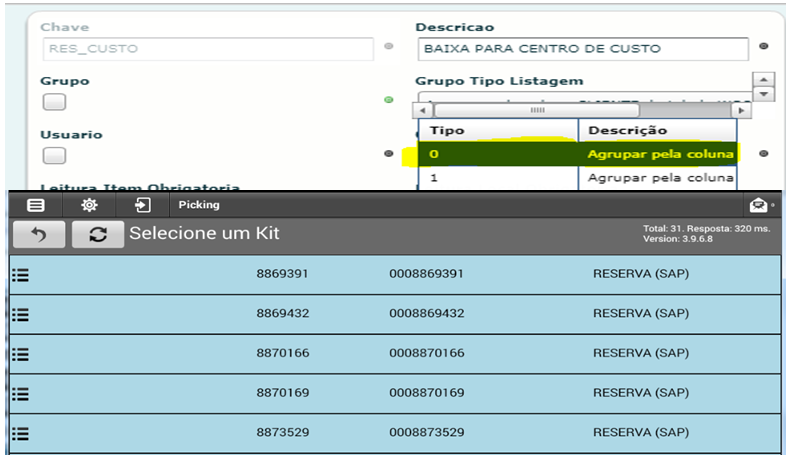 Chave
Descricao
RES_CUSTO
BAIXA PARA CENTRO DE CUSTO
Grupo
Grupo Tipo Listagem
Tipo
Descrição
Usuario
0
Agrupar pela coluna
1
Agrupar pela coluna
Leitura Item Obrigatoria
Picking
Selecione um Kit
Total: 31. Resposta: 320 ms.
Version: 3.9.6.8
8869391 0008869391 RESERVA (SAP)
8869432 0008869432 RESERVA (SAP)
8870166 0008870166 RESERVA (SAP)
8870169 0008870169 RESERVA (SAP)
8873529 0008873529 RESERVA (SAP)